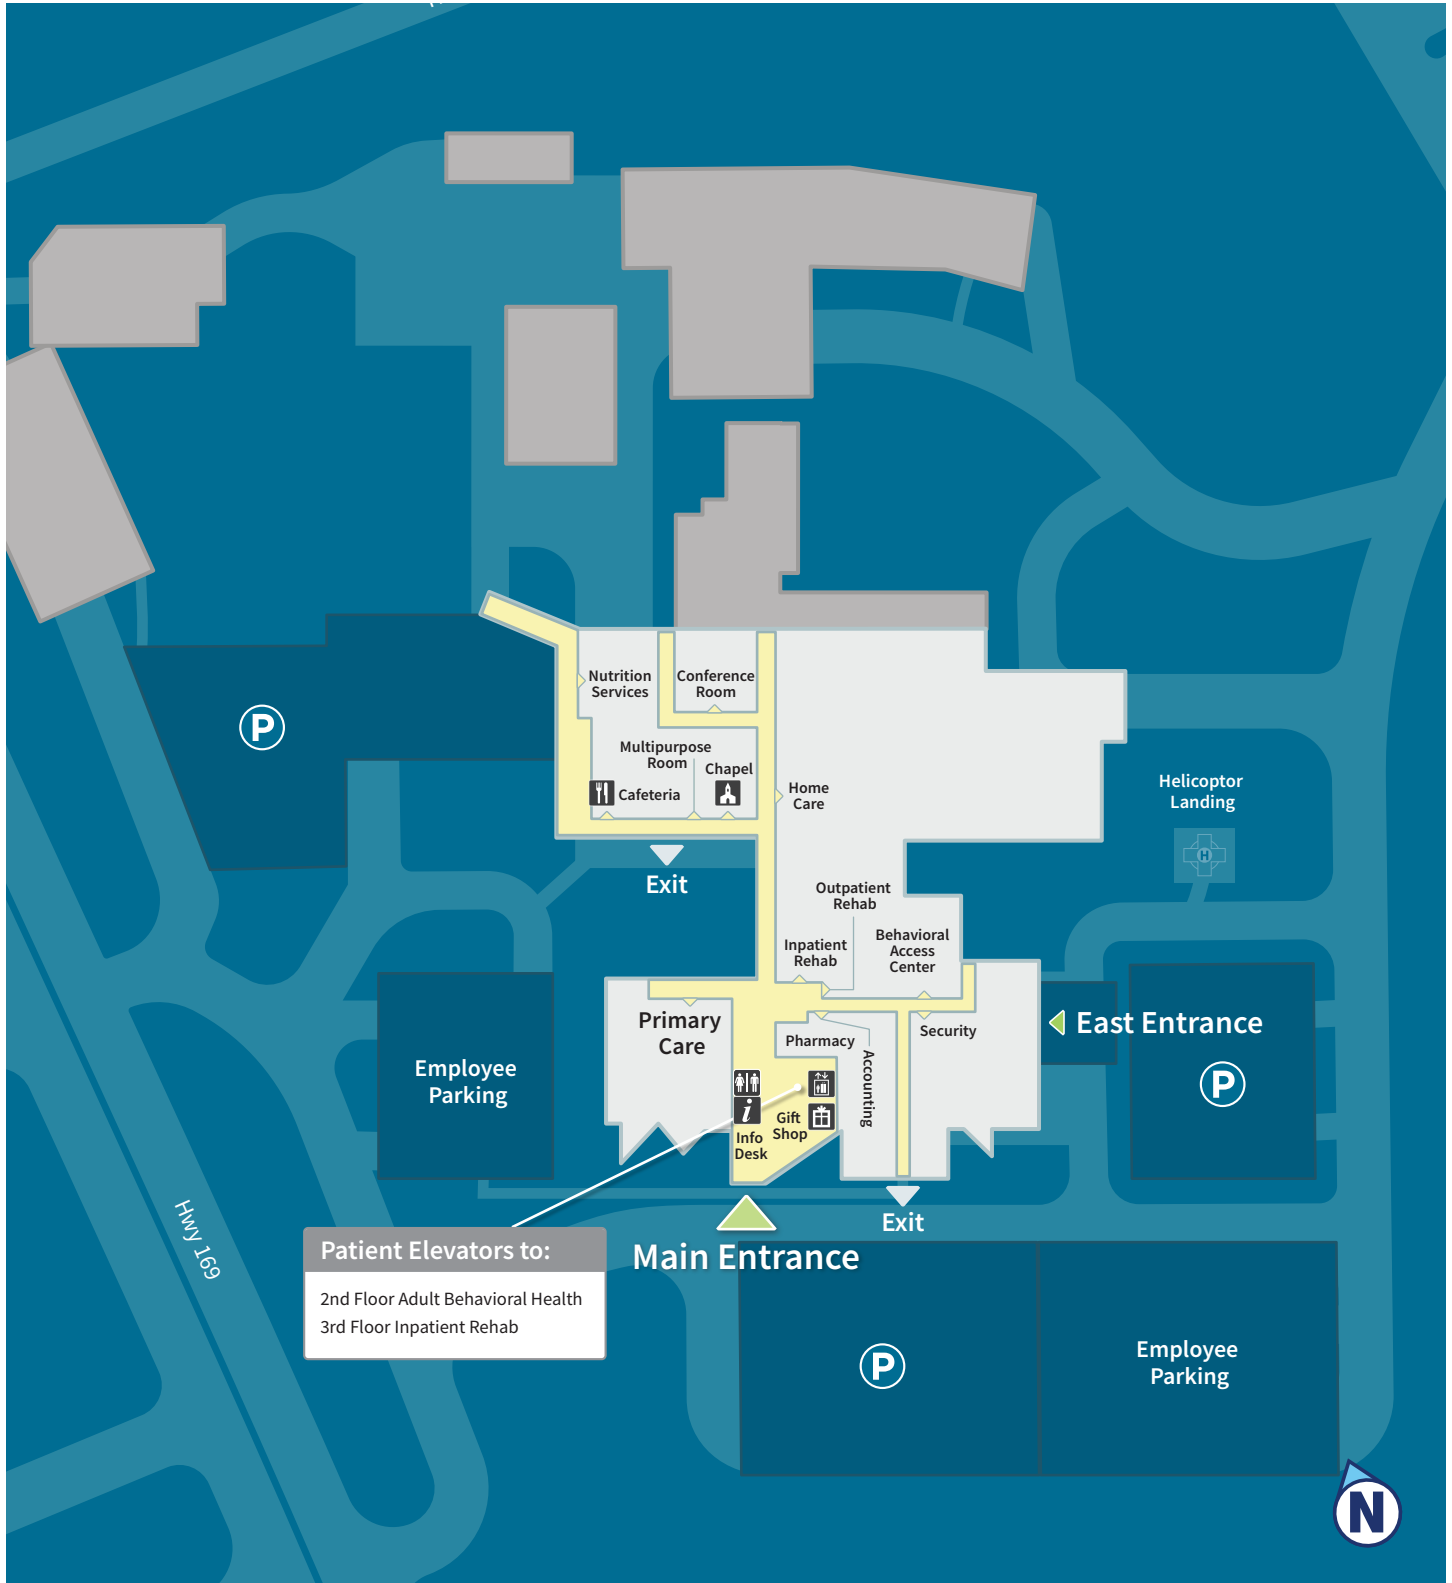 Nutrition
Services
Conference
Room
Multipurpose
Room
Chapel
Cafeteria
Home
Care
Helicoptor
Landing
H
P
Exit
Outpatient
Rehab
Inpatient
Rehab
Behavioral
Access
Center
Primary
Care
Pharmacy
Security
East Entrance
Accounting
Employee
Parking
P
i
Info
Desk
Gift
Shop
Exit
Main Entrance
Hwy 169
Patient Elevators to:
2nd Floor Adult Behavioral Health
3rd Floor Inpatient Rehab
P
Employee
Parking
N